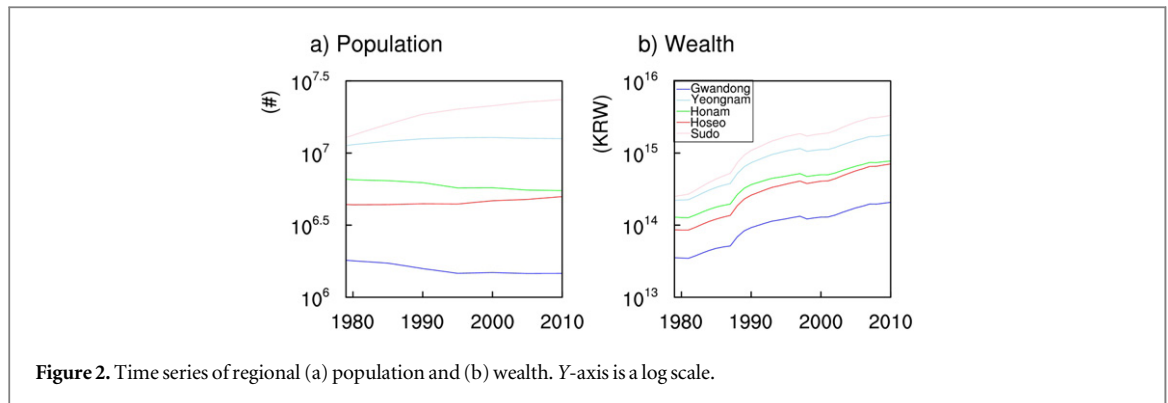 a) Population
(#)
10^7.5
10^7
10^6.5
10^6
1980 1990 2000 2010
b) Wealth
(KRW)
10^16
10^15
10^14
10^13
Gwandong
Yeongnam
Honam
Hoseo
Sudo
1980 1990 2000 2010
Figure 2. Time series of regional (a) population and (b) wealth. Y-axis is a log scale.